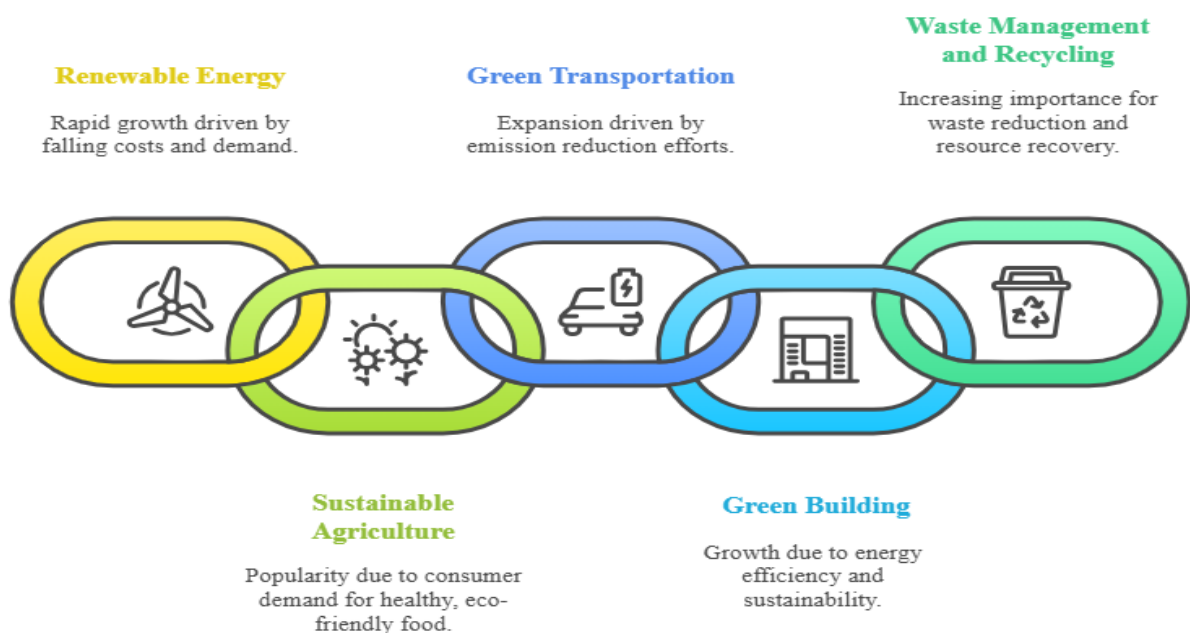 Renewable Energy
Rapid growth driven by
falling costs and demand.
Sustainable
Agriculture
Popularity due to consumer
demand for healthy, eco-
friendly food.
Green Transportation
Expansion driven by
emission reduction efforts.
Green Building
Growth due to energy
efficiency and
sustainability.
Waste Management
and Recycling
Increasing importance for
waste reduction and
resource recovery.